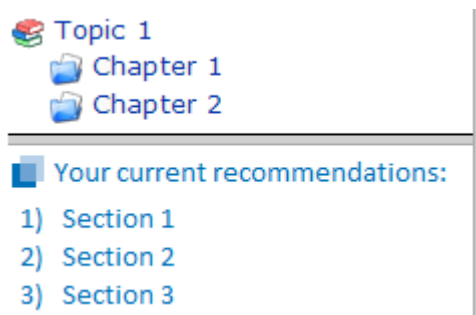 Topic 1
Chapter 1
Chapter 2
Your current recommendations:
1) Section 1
2) Section 2
3) Section 3